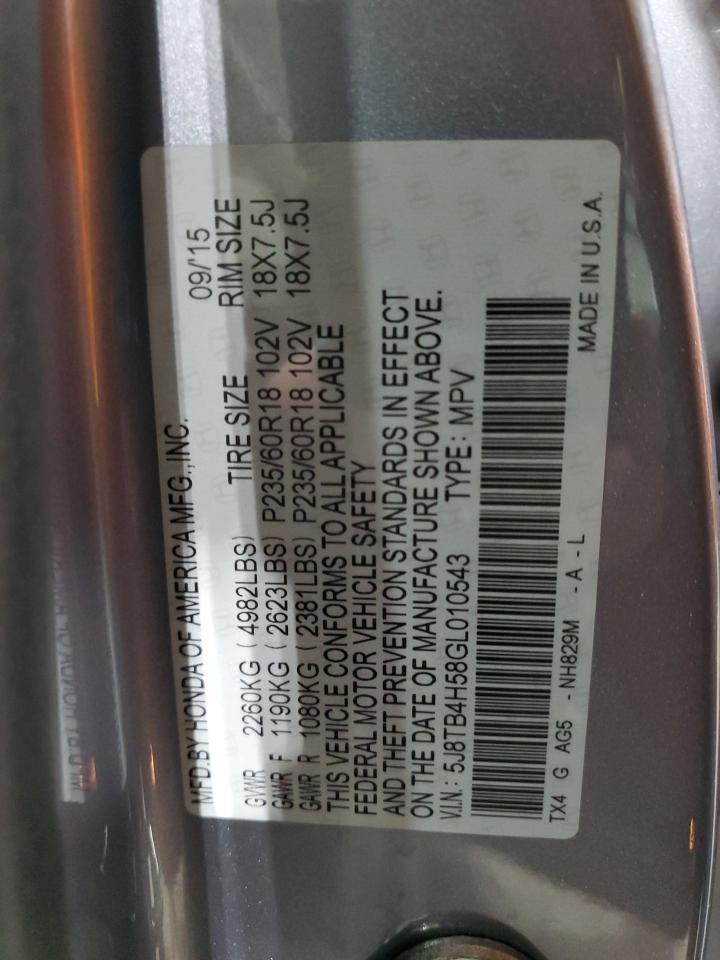 MFD.BY HONDA OF AMERICA MFG.,INC. 09/'15
GVWR 2260KG ( 4982LBS) TIRE SIZE RIM SIZE
GAWR F 1190KG ( 2623LBS) P235/60R18 102V 18X7.5J
GAWR R 1080KG ( 2381LBS) P235/60R18 102V 18X7.5J
THIS VEHICLE CONFORMS TO ALL APPLICABLE
FEDERAL MOTOR VEHICLE SAFETY
AND THEFT PREVENTION STANDARDS IN EFFECT
ON THE DATE OF MANUFACTURE SHOWN ABOVE.
V.I.N.: 5J8TB4H58GL010543 TYPE: MPV
TX4 G AG5 - NH829M - A - L MADE IN U.S.A.